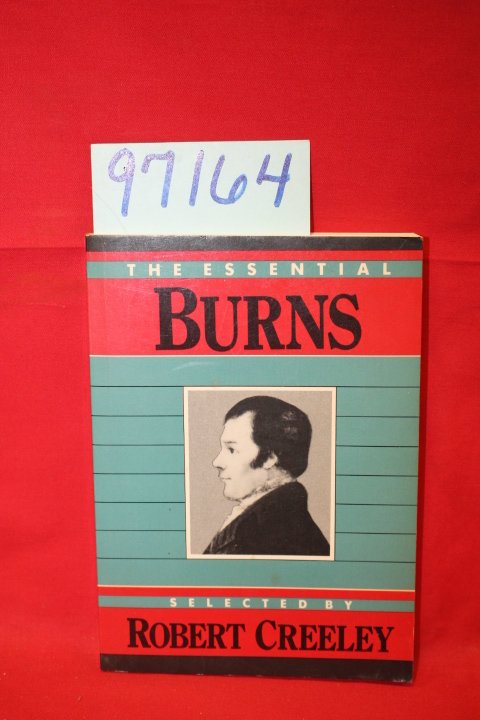 97164
THE ESSENTIAL
BURNS
SELECTED BY
ROBERT CREELEY